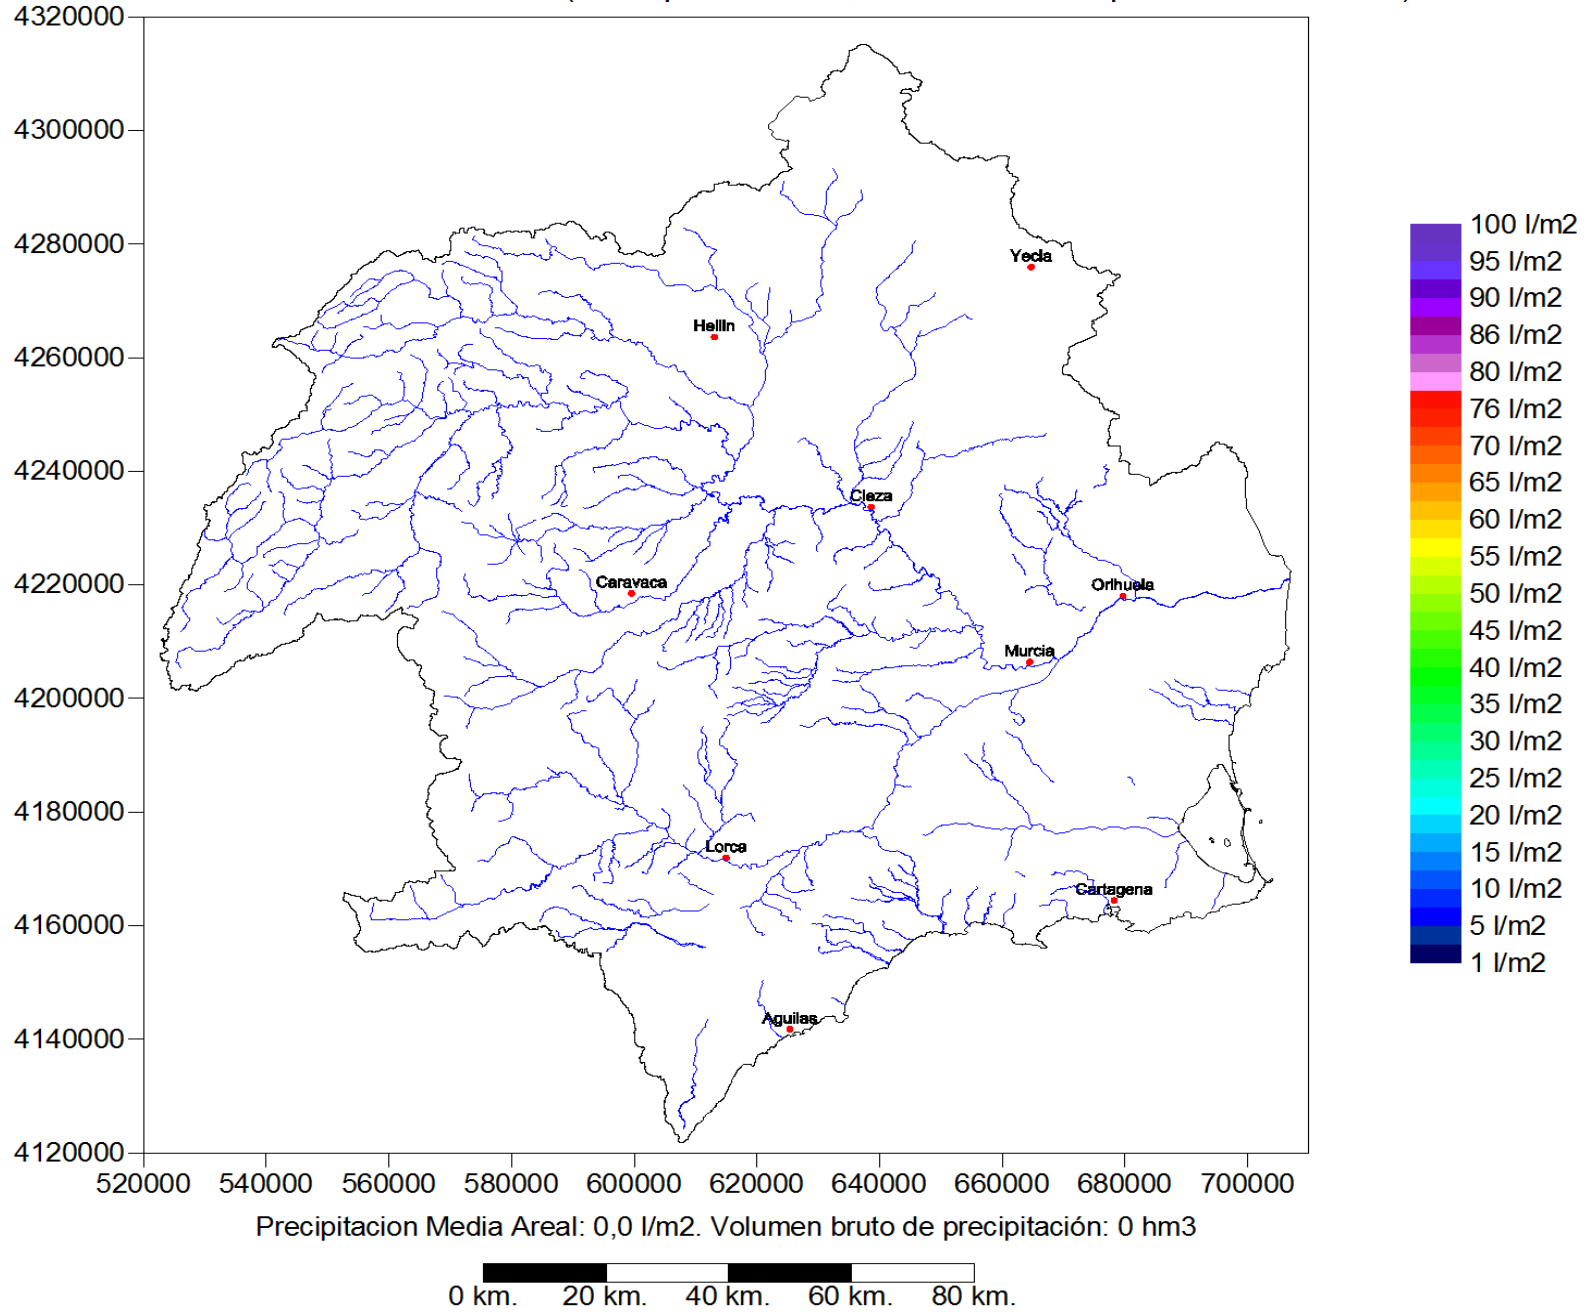 4320000
4300000
4280000
4260000
4240000
4220000
4200000
4180000
4160000
4140000
4120000
520000 540000 560000 580000 600000 620000 640000 660000 680000 700000
Yecla
Hellin
Cieza
Caravaca
Orihuela
Murcia
Lorca
Cartagena
Aguilas
100 l/m2
95 l/m2
90 l/m2
86 l/m2
80 l/m2
76 l/m2
70 l/m2
65 l/m2
60 l/m2
55 l/m2
50 l/m2
45 l/m2
40 l/m2
35 l/m2
30 l/m2
25 l/m2
20 l/m2
15 l/m2
10 l/m2
5 l/m2
1 l/m2
Precipitacion Media Areal: 0,0 l/m2. Volumen bruto de precipitación: 0 hm3
0 km. 20 km. 40 km. 60 km. 80 km.